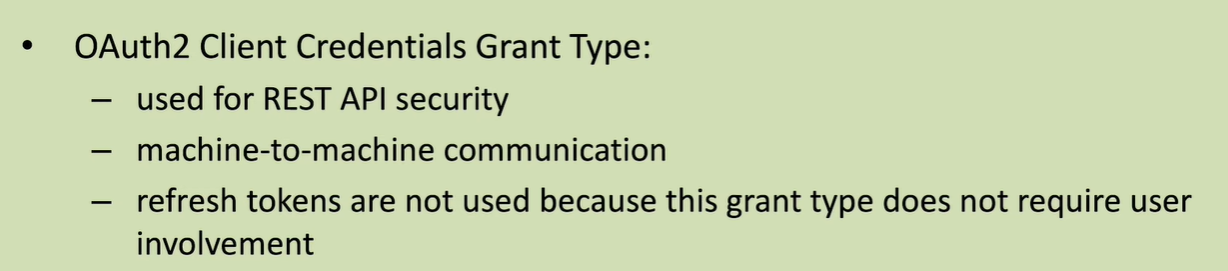 • OAuth2 Client Credentials Grant Type:
– used for REST API security
– machine-to-machine communication
– refresh tokens are not used because this grant type does not require user
involvement